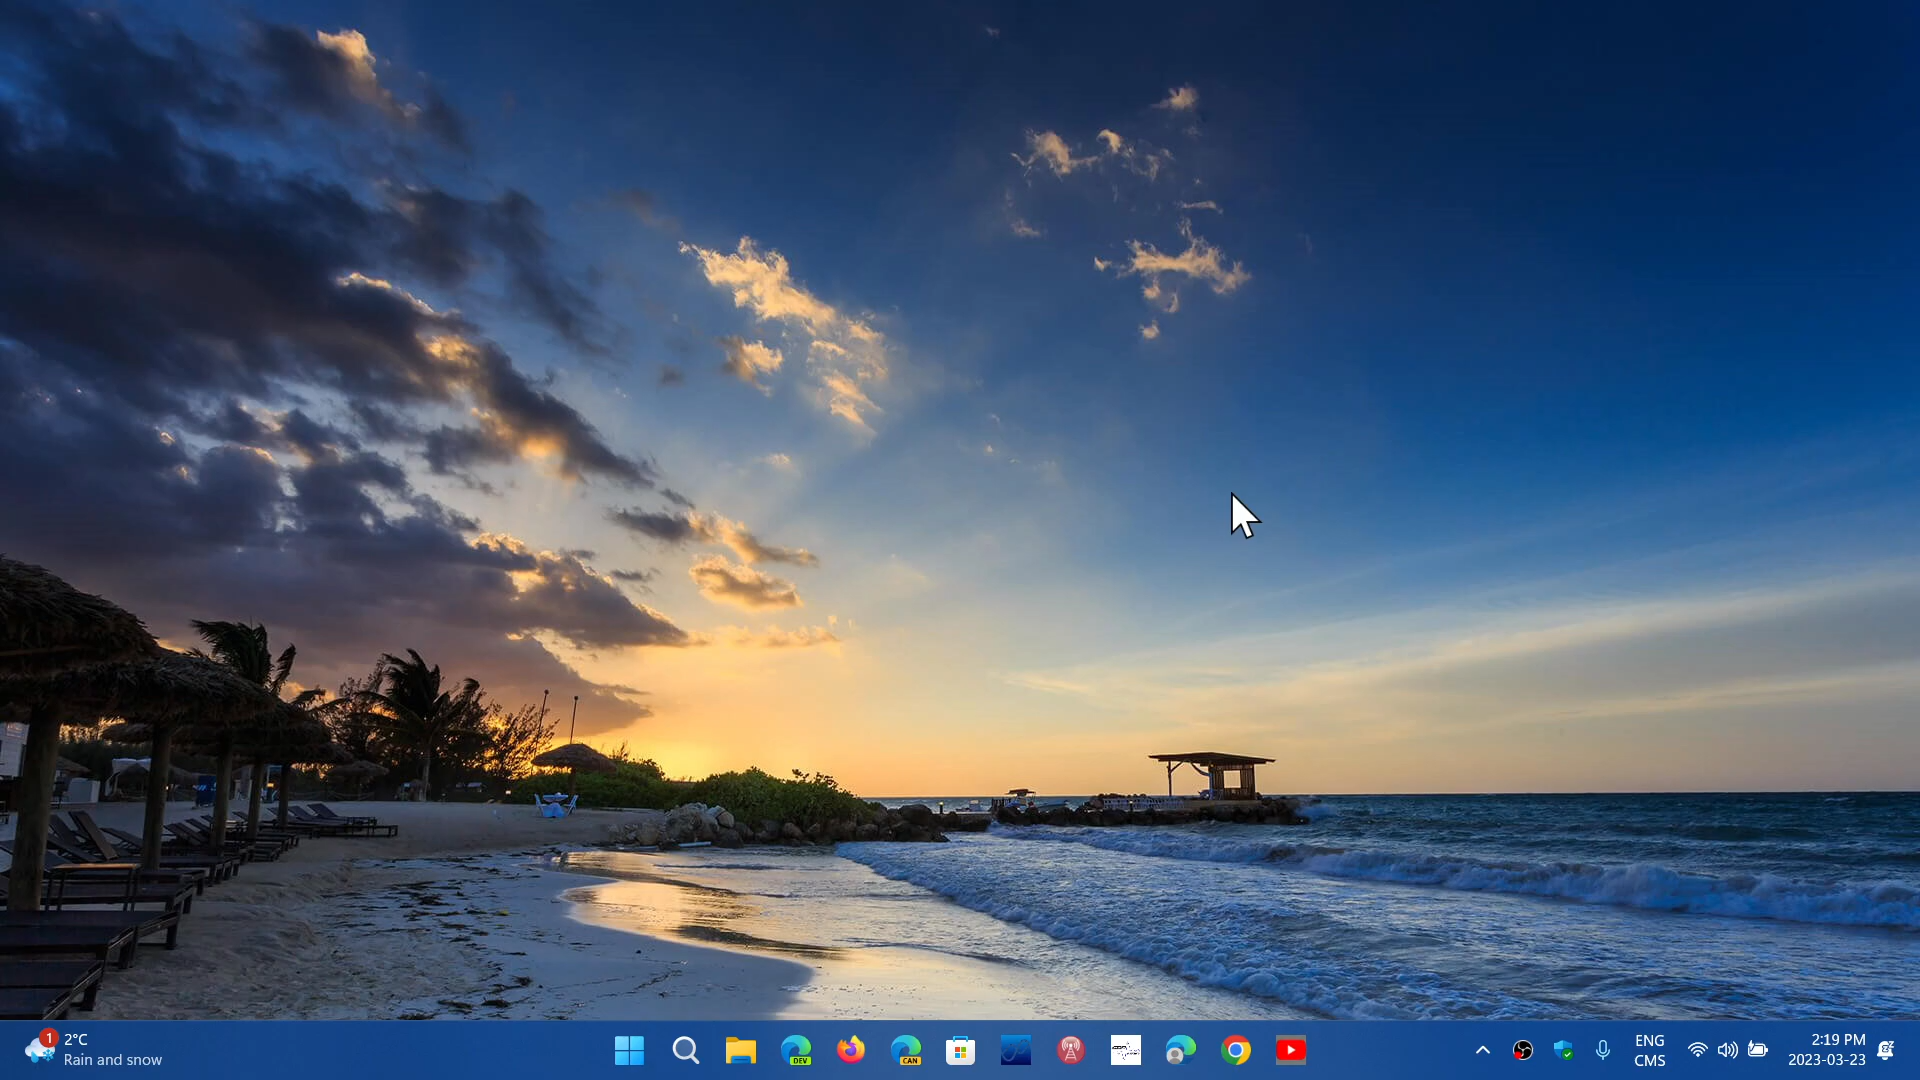 1
2°C
Rain and snow
DEV
CAN
ENG
CMS
2:19 PM
2023-03-23